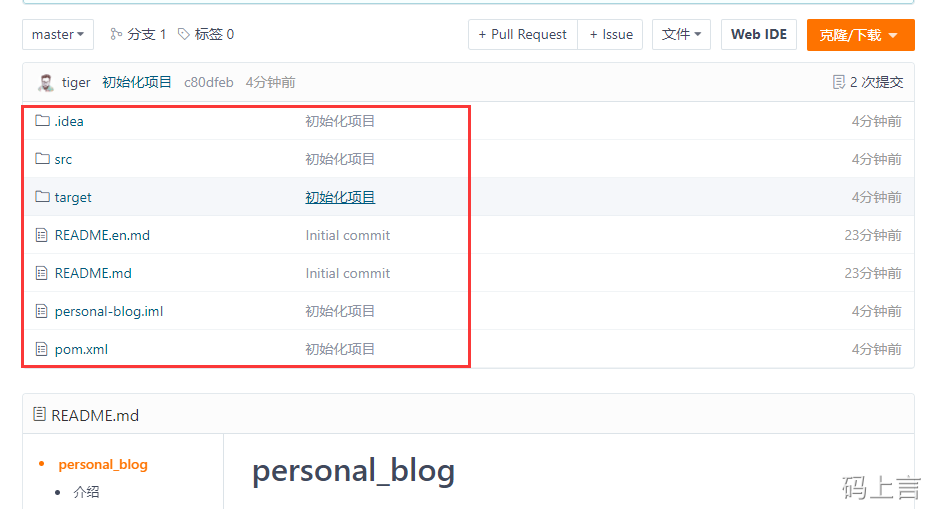 master 分支 1 标签 0 + Pull Request + Issue 文件 Web IDE 克隆/下载
tiger 初始化项目 c80dfeb 4分钟前 2 次提交
.idea 初始化项目 4分钟前
src 初始化项目 4分钟前
target 初始化项目 4分钟前
README.en.md Initial commit 23分钟前
README.md Initial commit 23分钟前
personal-blog.iml 初始化项目 4分钟前
pom.xml 初始化项目 4分钟前
README.md
personal_blog
介绍
personal_blog
码上言